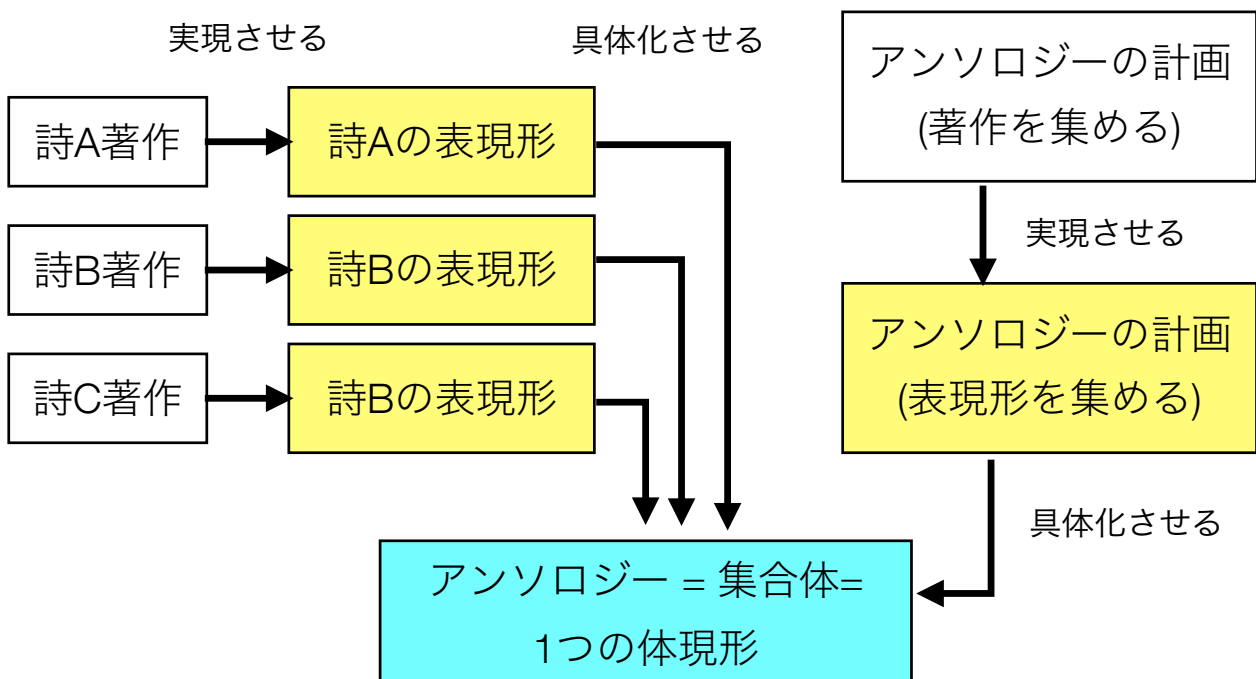 実現させる
具体化させる
詩A著作
詩Aの表現形
詩B著作
詩Bの表現形
詩C著作
詩Bの表現形
アンソロジーの計画
(著作を集める)
実現させる
アンソロジーの計画
(表現形を集める)
具体化させる
アンソロジー = 集合体=
1つの体現形